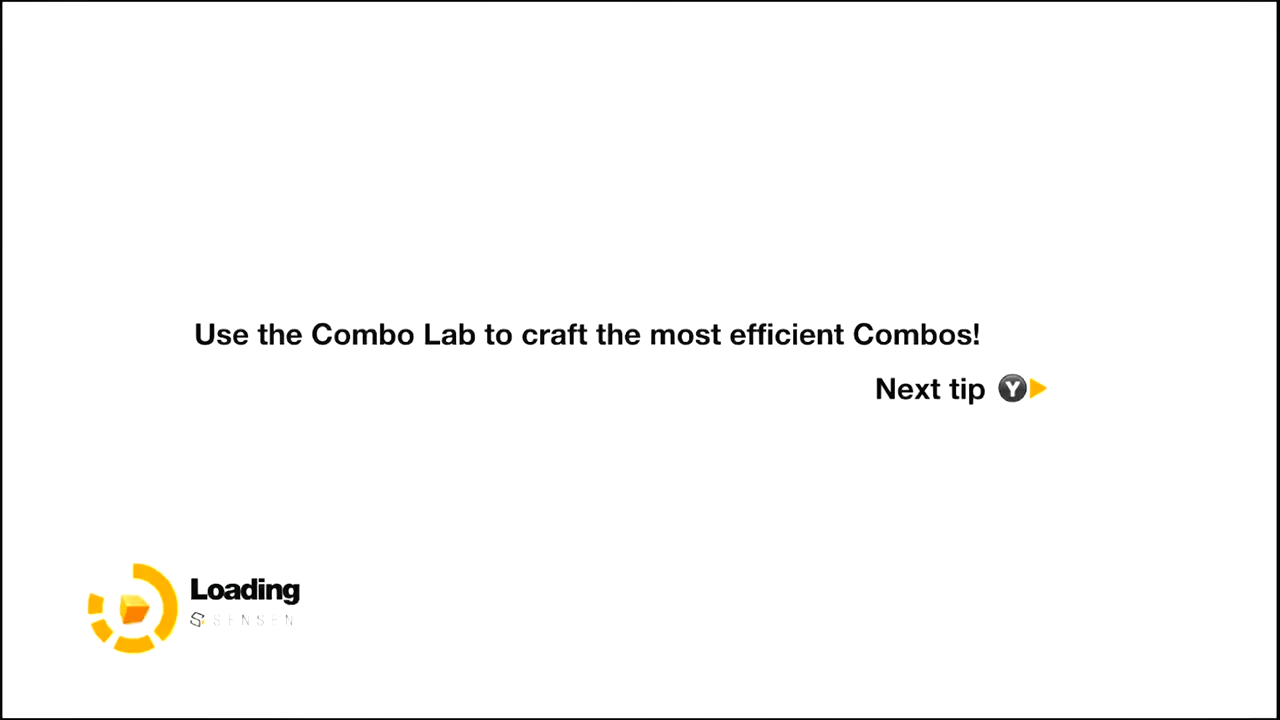 Use the Combo Lab to craft the most efficient Combos!
Next tip Y
Loading
SENSEN